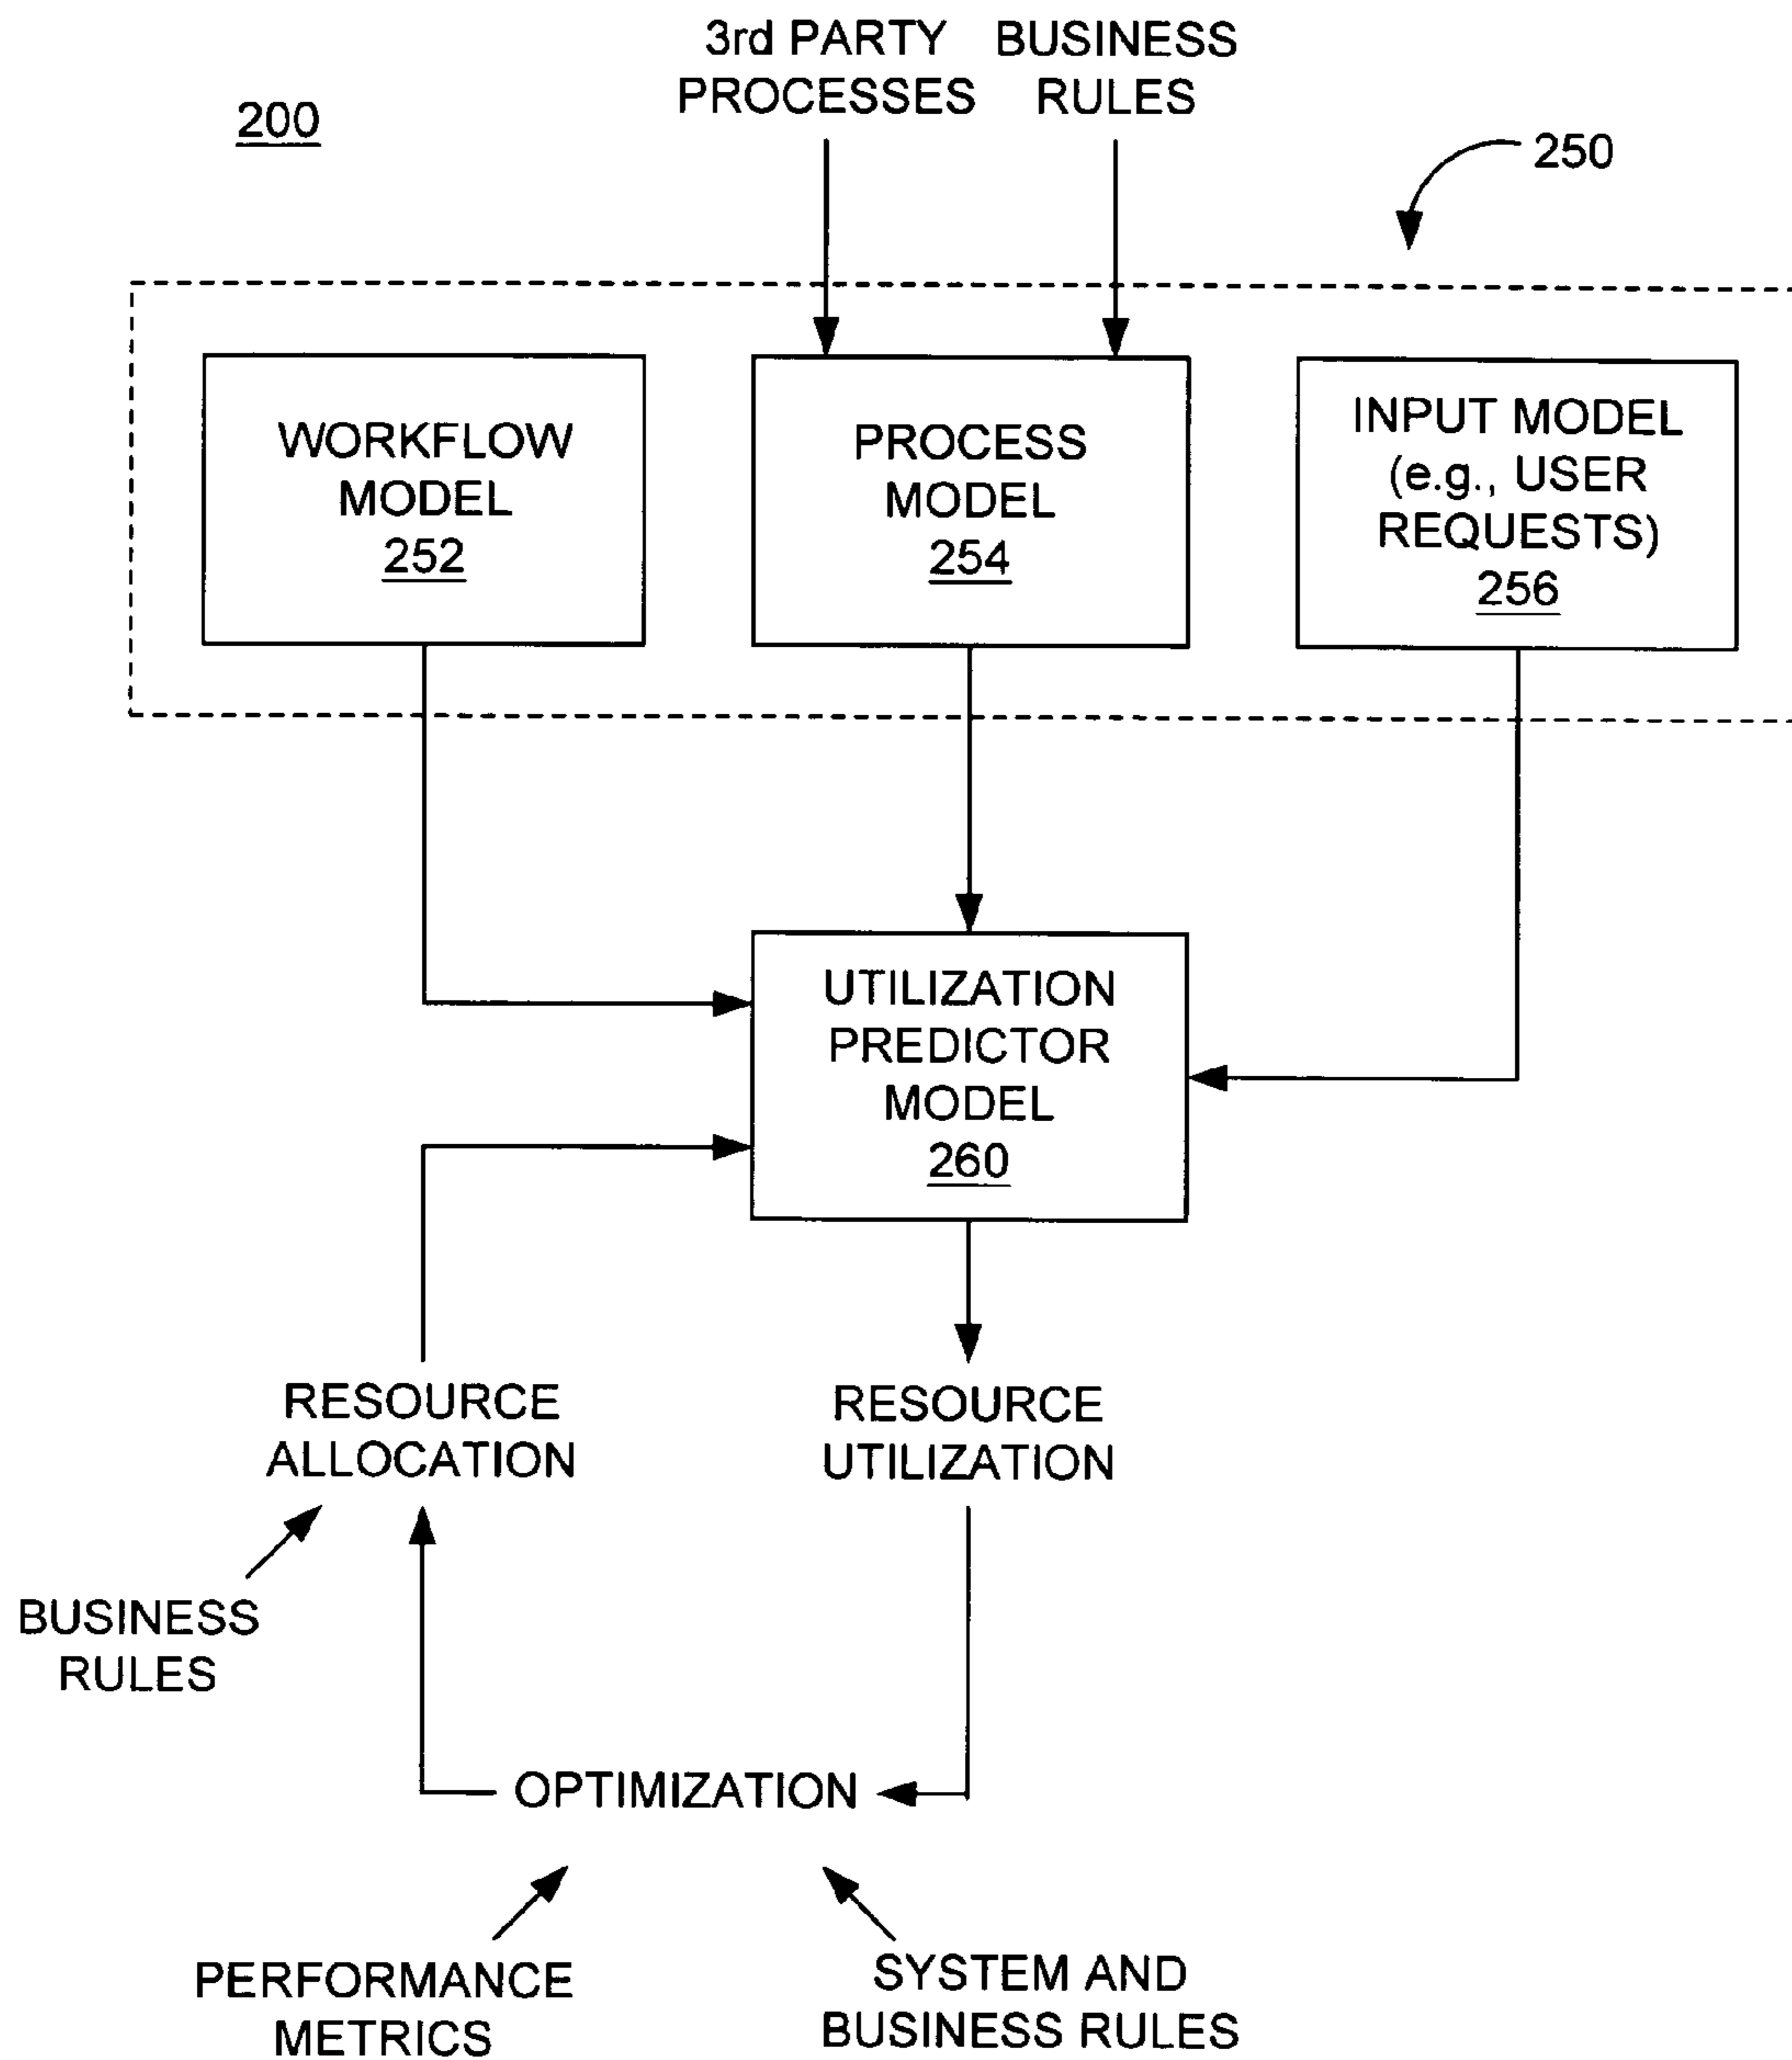 3rd PARTY
PROCESSES
BUSINESS
RULES
200
250
WORKFLOW
MODEL
252
PROCESS
MODEL
254
INPUT MODEL
(e.g., USER
REQUESTS)
256
UTILIZATION
PREDICTOR
MODEL
260
RESOURCE
ALLOCATION
RESOURCE
UTILIZATION
BUSINESS
RULES
OPTIMIZATION
PERFORMANCE
METRICS
SYSTEM AND
BUSINESS RULES